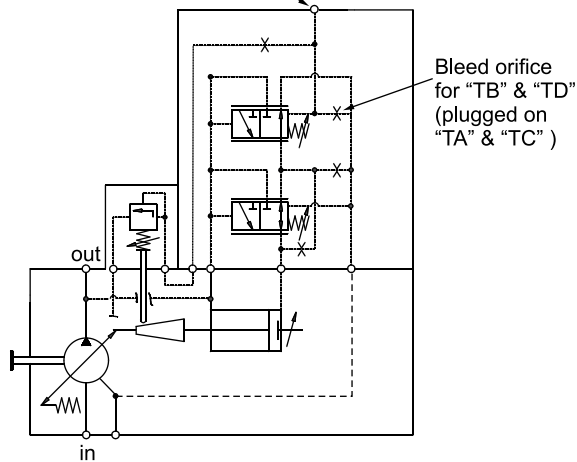 Bleed orifice
for “TB” & “TD”
(plugged on
“TA” & “TC” )
out
in